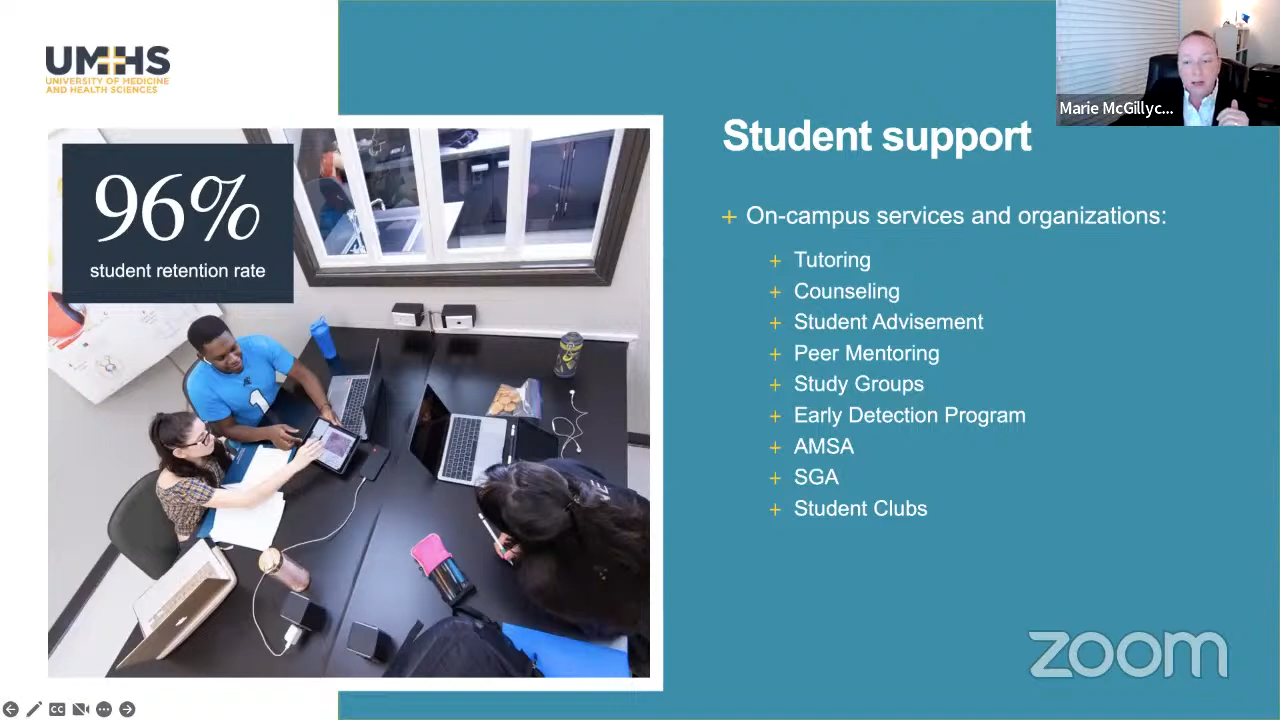 UMHS
UNIVERSITY OF MEDICINE
AND HEALTH SCIENCES
96%
student retention rate
Marie McGillyc...
Student support
+ On-campus services and organizations:
+ Tutoring
+ Counseling
+ Student Advisement
+ Peer Mentoring
+ Study Groups
+ Early Detection Program
+ AMSA
+ SGA
+ Student Clubs
zoom
CC